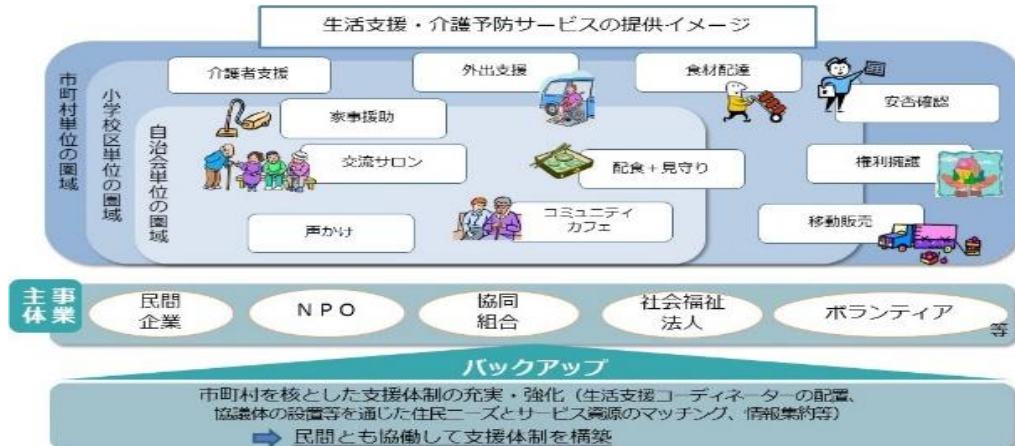 生活支援・介護予防サービスの提供イメージ
市町村単位の圏域
小学校区単位の圏域
自治会単位の圏域
介護者支援
外出支援
食材配達
安否確認
家事援助
交流サロン
配食+見守り
権利擁護
声かけ
コミュニティ
カフェ
移動販売
事業
主体
民間
企業
NPO
協同
組合
社会福祉
法人
ボランティア
等
バックアップ
市町村を核とした支援体制の充実・強化（生活支援コーディネーターの配置、
協議体の設置等を通じた住民ニーズとサービス資源のマッチング、情報集約等）
民間とも協働して支援体制を構築